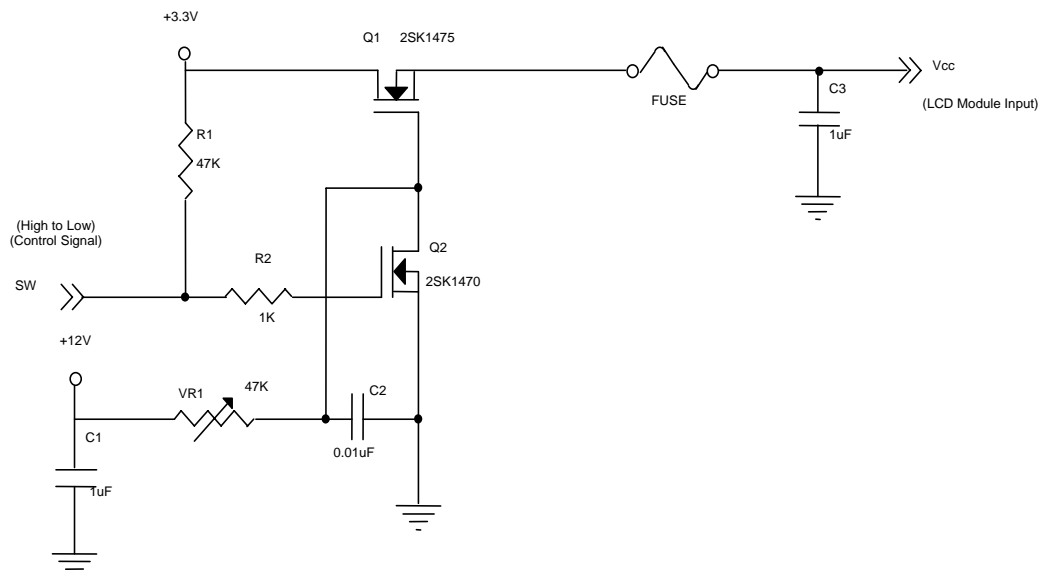 +3.3V
Q1 2SK1475
Vcc
(LCD Module Input)
FUSE
C3
1uF
R1
47K
(High to Low)
(Control Signal)
SW
R2
1K
Q2
2SK1470
+12V
VR1
47K
C2
0.01uF
C1
1uF